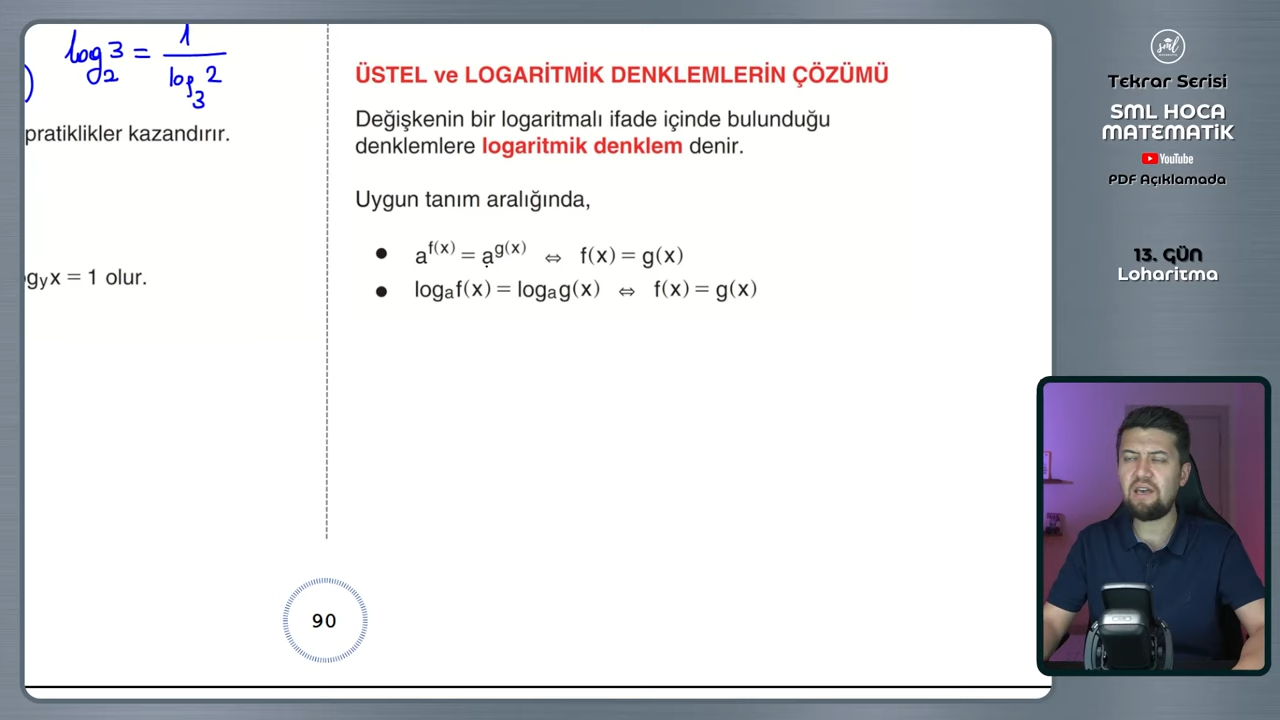 log₂3 = 1 / log₃2
pratiklikler kazandırır.
gyx = 1 olur.
ÜSTEL ve LOGARİTMİK DENKLEMLERİN ÇÖZÜMÜ
Değişkenin bir logaritmalı ifade içinde bulunduğu
denklemlere logaritmik denklem denir.
Uygun tanım aralığında,
● a^f(x) = a^g(x) ⇔ f(x) = g(x)
● logₐf(x) = logₐg(x) ⇔ f(x) = g(x)
90
sml
Tekrar Serisi
SML HOCA
MATEMATİK
YouTube
PDF Açıklamada
13. GÜN
Loharitma